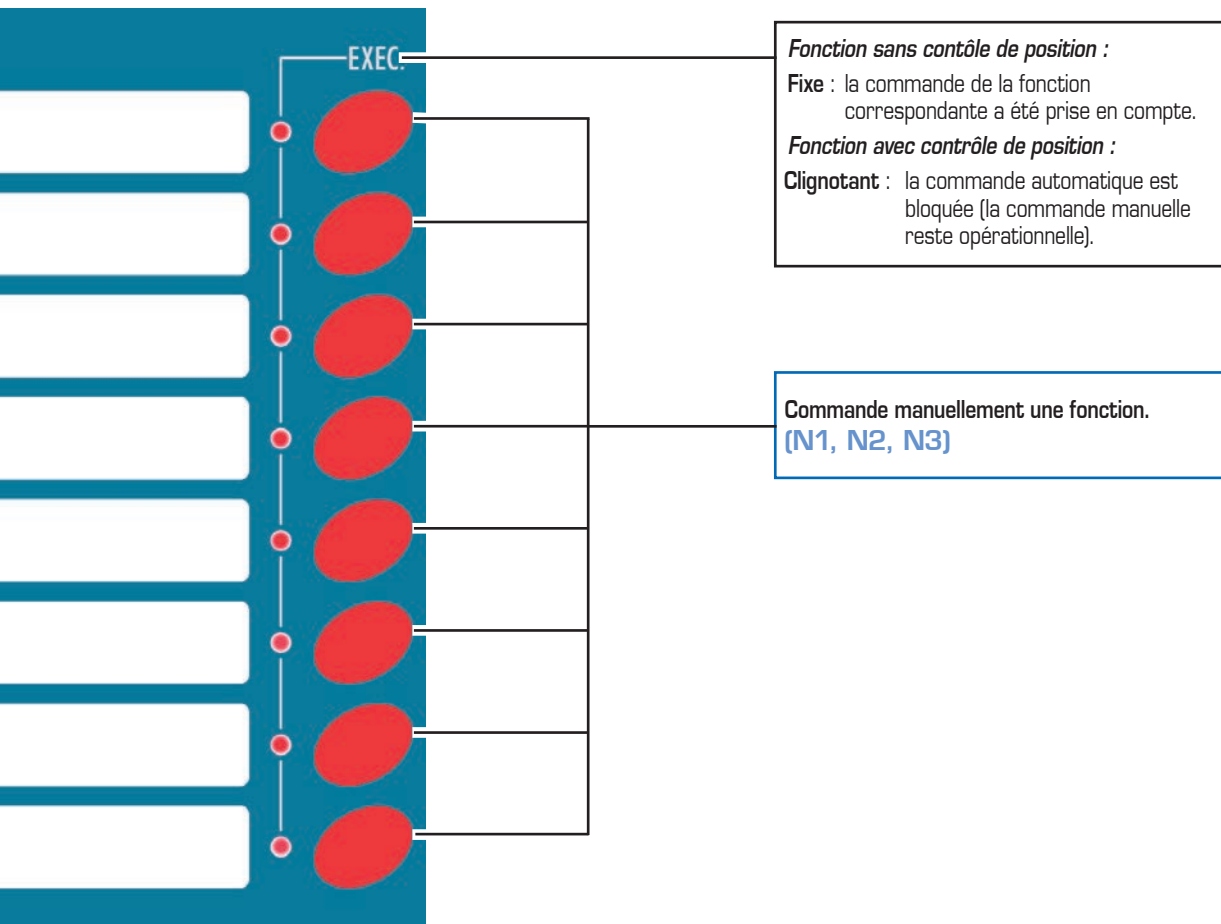 EXEC.
Fonction sans contôle de position :
Fixe : la commande de la fonction
correspondante a été prise en compte.
Fonction avec contrôle de position :
Clignotant : la commande automatique est
bloquée (la commande manuelle
reste opérationnelle).
Commande manuellement une fonction.
(N1, N2, N3)